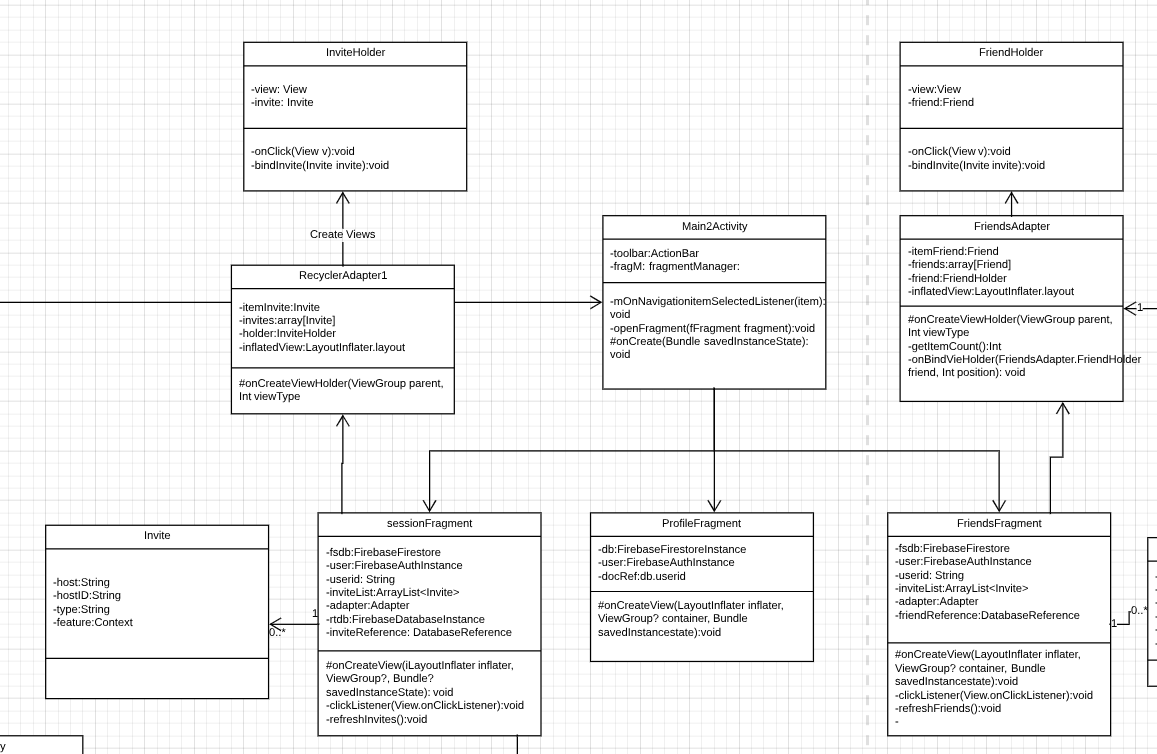 InviteHolder
-view: View
-invite: Invite
-onClick(View v):void
-bindInvite(Invite invite):void
FriendHolder
-view:View
-friend:Friend
-onClick(View v):void
-bindInvite(Invite invite):void
Create Views
RecyclerAdapter1
-itemInvite:Invite
-invites:array[Invite]
-holder:InviteHolder
-inflatedView:LayoutInflater.layout
#onCreateViewHolder(ViewGroup parent,
Int viewType
Main2Activity
-toolbar:ActionBar
-fragM: fragmentManager:
-mOnNavigationitemSelectedListener(item):
void
-openFragment(fFragment fragment):void
#onCreate(Bundle savedInstanceState):
void
FriendsAdapter
-itemFriend:Friend
-friends:array[Friend]
-friend:FriendHolder
-inflatedView:LayoutInflater.layout
#onCreateViewHolder(ViewGroup parent,
Int viewType
-getItemCount():Int
-onBindVieHolder(FriendsAdapter.FriendHolder
friend, Int position): void
1
Invite
-host:String
-hostID:String
-type:String
-feature:Context
1
0..*
sessionFragment
-fsdb:FirebaseFirestore
-user:FirebaseAuthInstance
-userid: String
-inviteList:ArrayList<Invite>
-adapter:Adapter
-rtdb:FirebaseDatabaseInstance
-inviteReference: DatabaseReference
#onCreateView(iLayoutInflater inflater,
ViewGroup?, Bundle?
savedInstanceState): void
-clickListener(View.onClickListener):void
-refreshInvites():void
ProfileFragment
-db:FirebaseFirestoreInstance
-user:FirebaseAuthInstance
-docRef:db.userid
#onCreateView(LayoutInflater inflater,
ViewGroup? container, Bundle
savedInstancestate):void
FriendsFragment
-fsdb:FirebaseFirestore
-user:FirebaseAuthInstance
-userid: String
-inviteList:ArrayList<Invite>
-adapter:Adapter
-friendReference:DatabaseReference
#onCreateView(LayoutInflater inflater,
ViewGroup? container, Bundle
savedInstancestate):void
-clickListener(View.onClickListener):void
-refreshFriends():void
-
1
0..*
y